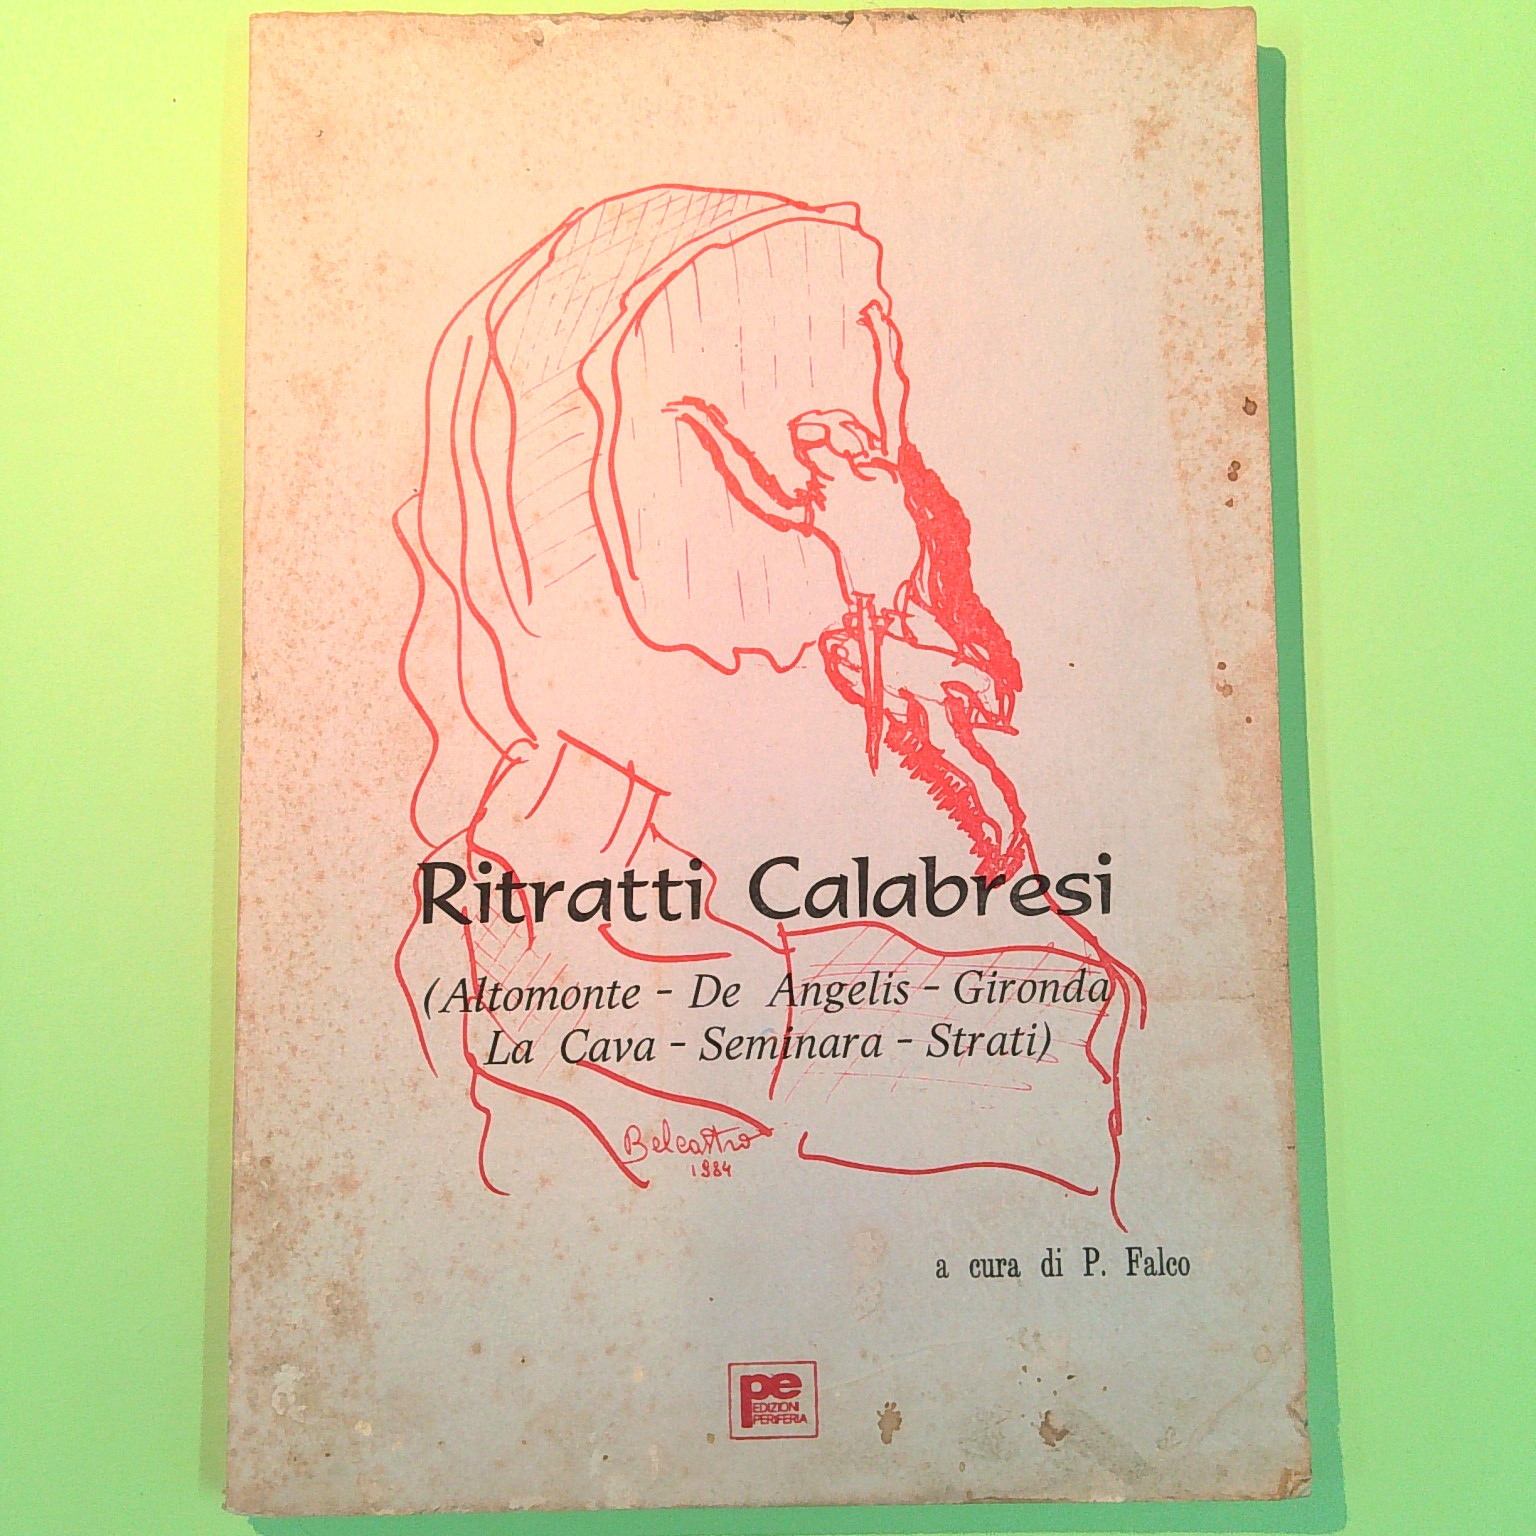 Ritratti Calabresi
(Altomonte - De Angelis - Gironda
La Cava - Seminara - Strati)
Belcastro
1984
a cura di P. Falco
pe
EDIZIONI
PERIFERIA